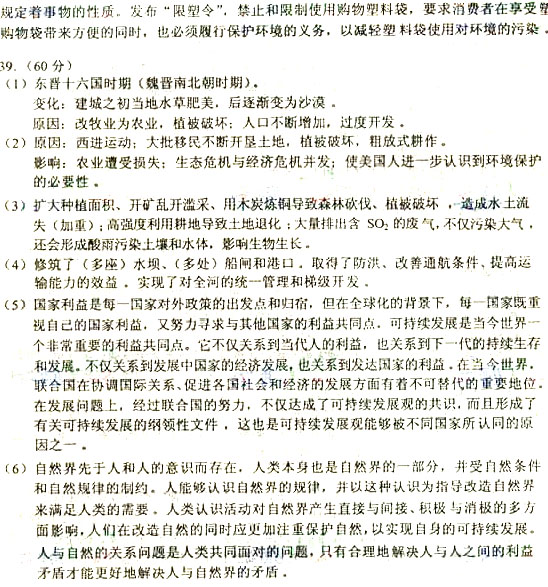 规定着事物的性质。发布“限塑令”，禁止和限制使用购物塑料袋，要求消费者在享受塑
购物袋带来方便的同时，也必须履行保护环境的义务，以减轻塑料袋使用对环境的污染。
39.（60分）
（1）东晋十六国时期（魏晋南北朝时期）。
变化：建城之初当地水草肥美，后逐渐变为沙漠。
原因：改牧业为农业，植被破坏；人口不断增加，过度开发。
（2）原因：西进运动；大批移民不断开垦土地，植被破坏，粗放式耕作。
影响：农业遭受损失；生态危机与经济危机并发；使美国人进一步认识到环境保护
的必要性。
（3）扩大种植面积、开矿乱开滥采、用木炭炼铜导致森林砍伐、植被破坏，造成水土流
失（加重）；高强度利用耕地导致土地退化；大量排出含 SO₂ 的废气，不仅污染大气，
还会形成酸雨污染土壤和水体，影响生物生长。
（4）修筑了（多座）水坝、（多处）船闸和港口。取得了防洪、改善通航条件、提高运
输能力的效益。实现了对全河的统一管理和梯级开发。
（5）国家利益是每一国家对外政策的出发点和归宿，但在全球化的背景下，每一国家既重
视自己的国家利益，又努力寻求与其他国家的利益共同点。可持续发展是当今世界一
个非常重要的利益共同点。它不仅关系到当代人的利益，也关系到下一代的持续生存
和发展。不仅关系到发展中国家的经济发展，也关系到发达国家的利益。在当今世界，
联合国在协调国际关系、促进各国社会和经济的发展方面有着不可替代的重要地位。
在发展问题上，经过联合国的努力，不仅达成了可持续发展观的共识，而且形成了
有关可持续发展的纲领性文件，这也是可持续发展观能够被不同国家所认同的原
因之一。
（6）自然界先于人和人的意识而存在，人类本身也是自然界的一部分，并受自然条件
和自然规律的制约。人能够认识自然界的规律，并以这种认识为指导改造自然界
来满足人类的需要。人类认识活动对自然界产生直接与间接、积极与消极的多方
面影响，人们在改造自然的同时应更加注重保护自然，以实现自身的可持续发展。
人与自然的关系问题是人类共同面对的问题，只有合理地解决人与人之间的利益
矛盾才能更好地解决人与自然界的矛盾。